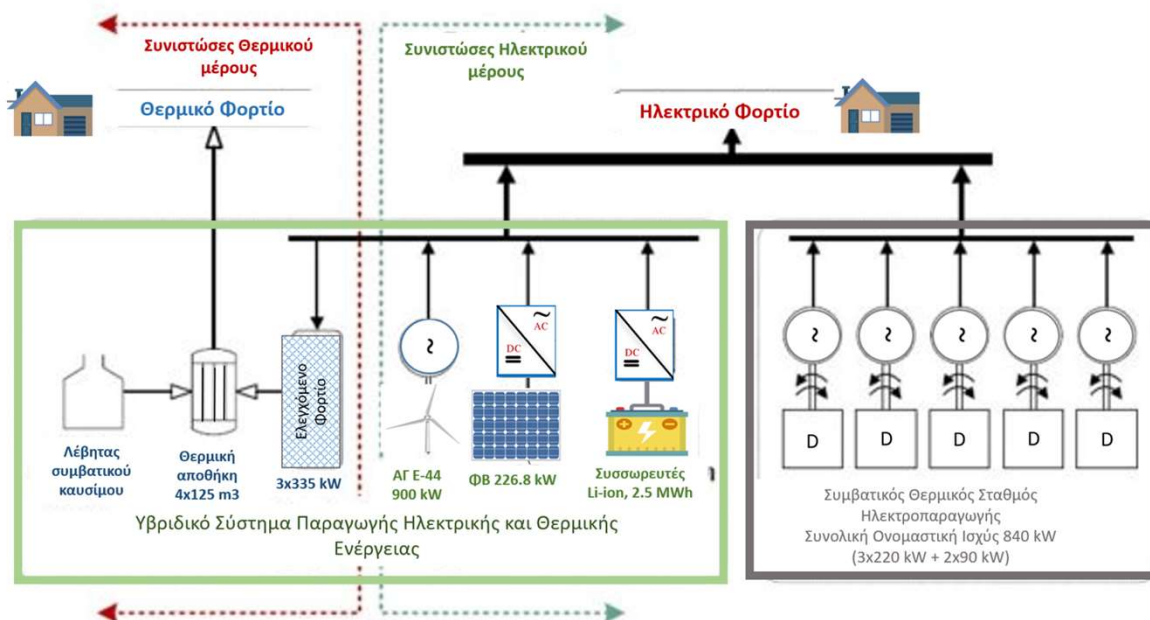 Συνιστώσες Θερμικού
μέρους
Συνιστώσες Ηλεκτρικού
μέρους
Θερμικό Φορτίο
Ηλεκτρικό Φορτίο
Ελεγχόμενο
Φορτίο
~
AC
DC
~
AC
DC
~
~
~
~
~
D
D
D
D
D
Λέβητας
συμβατικού
καυσίμου
Θερμική
αποθήκη
4x125 m3
3x335 kW
ΑΓ Ε-44
900 kW
ΦΒ 226.8 kW
Συσσωρευτές
Li-ion, 2.5 MWh
Υβριδικό Σύστημα Παραγωγής Ηλεκτρικής και Θερμικής
Ενέργειας
Συμβατικός Θερμικός Σταθμός
Ηλεκτροπαραγωγής
Συνολική Ονομαστική Ισχύς 840 kW
(3x220 kW + 2x90 kW)